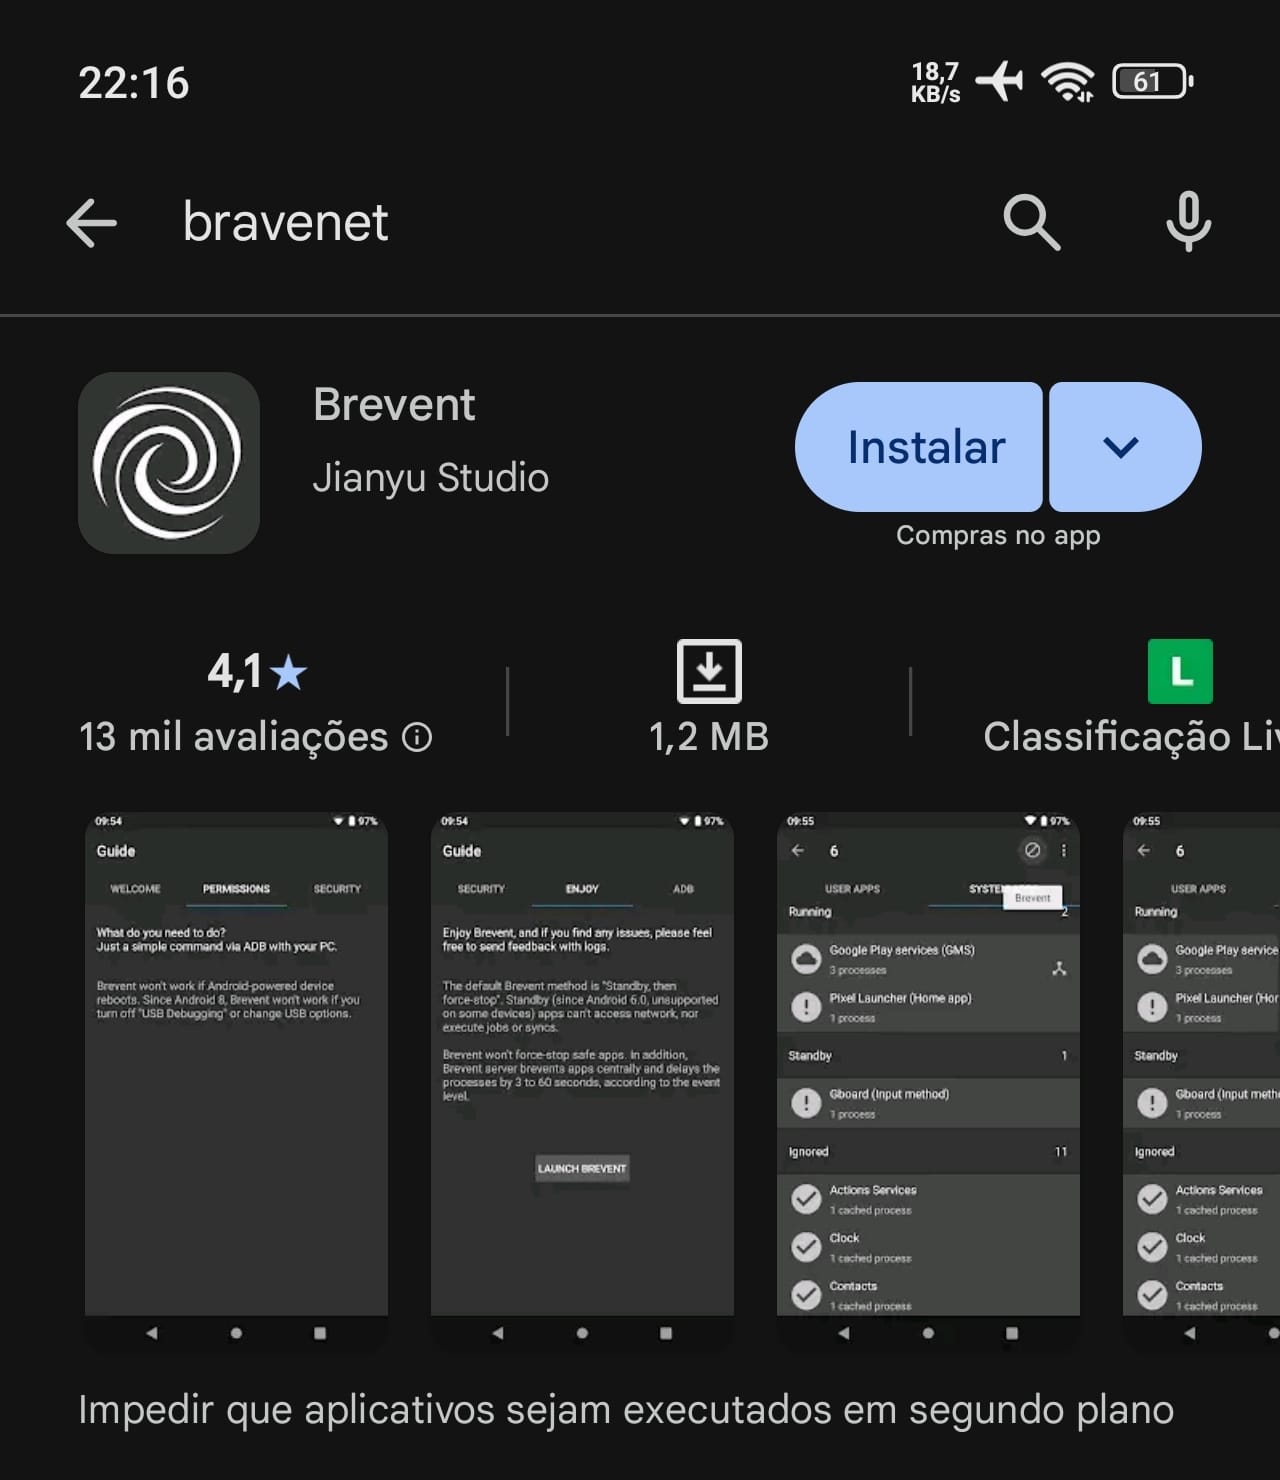 22:16
18,7
KB/s
61
bravenet
Brevent
Jianyu Studio
Instalar
Compras no app
4,1
13 mil avaliações
1,2 MB
L
Classificação Liv
09:54
97%
Guide
WELCOME PERMISSIONS SECURITY
What do you need to do?
Just a simple command via ADB with your PC.
Brevent won't work if Android-powered device
reboots. Since Android 8, Brevent won't work if you
turn off "USB Debugging" or change USB options.
09:54
97%
Guide
SECURITY ENJOY ADB
Enjoy Brevent, and if you find any issues, please feel
free to send feedback with logs.
The default Brevent method is "Standby, then
force-stop". Standby (since Android 6.0, unsupported
on some devices) apps can't access network, nor
execute jobs or syncs.
Brevent won't force-stop safe apps. In addition,
Brevent server brevents apps centrally and delays the
processes by 3 to 60 seconds, according to the event
level.
LAUNCH BREVENT
09:55
97%
6
USER APPS SYSTEM
Brevent
Running 2
Google Play services (GMS)
3 processes
Pixel Launcher (Home app)
1 process
Standby 1
Gboard (Input method)
1 process
Ignored 11
Actions Services
1 cached process
Clock
1 cached process
Contacts
1 cached process
09:55
6
USER APPS
Running
Google Play service
3 processes
Pixel Launcher (Hor
1 process
Standby
Gboard (Input meth
1 process
Ignored
Actions Services
1 cached process
Clock
1 cached process
Contacts
1 cached process
Impedir que aplicativos sejam executados em segundo plano